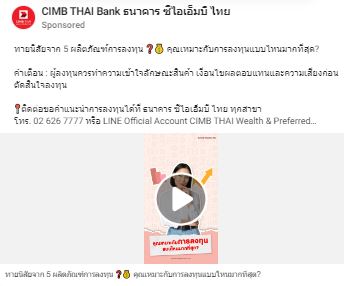 CIMB THAI Bank ธนาคาร ซีไอเอ็มบี ไทย
Sponsored
ทายนิสัยจาก 5 ผลิตภัณฑ์การลงทุน ❓💰 คุณเหมาะกับการลงทุนแบบไหนมากที่สุด?
คำเตือน : ผู้ลงทุนควรทำความเข้าใจลักษณะสินค้า เงื่อนไขผลตอบแทนและความเสี่ยงก่อน
ตัดสินใจลงทุน
📍ติดต่อขอคำแนะนำการลงทุนได้ที่ ธนาคาร ซีไอเอ็มบี ไทย ทุกสาขา
โทร. 02 626 7777 หรือ LINE Official Account CIMB THAI Wealth & Preferred...
คุณเหมาะกับการลงทุน
แบบไหนมากที่สุด?
ทายนิสัยจาก 5 ผลิตภัณฑ์การลงทุน ❓💰 คุณเหมาะกับการลงทุนแบบไหนมากที่สุด?